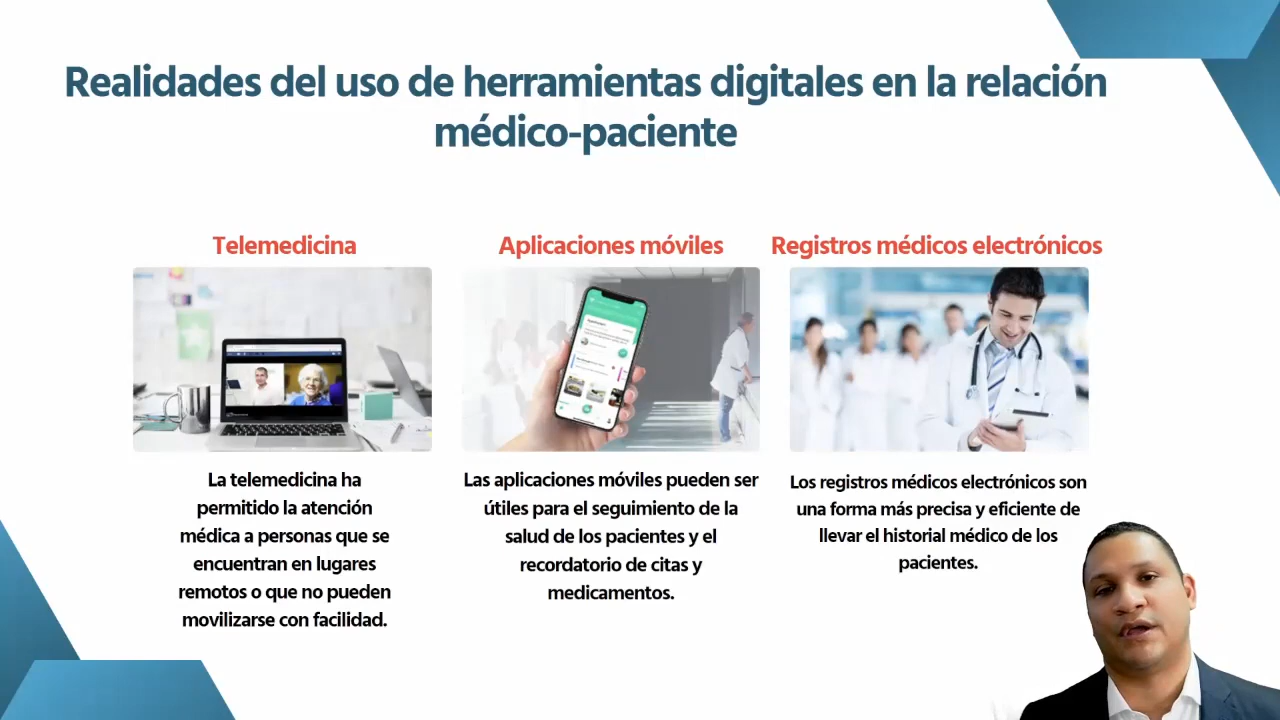 Realidades del uso de herramientas digitales en la relación
médico-paciente
Telemedicina
La telemedicina ha
permitido la atención
médica a personas que se
encuentran en lugares
remotos o que no pueden
movilizarse con facilidad.
Aplicaciones móviles
Las aplicaciones móviles pueden ser
útiles para el seguimiento de la
salud de los pacientes y el
recordatorio de citas y
medicamentos.
Registros médicos electrónicos
Los registros médicos electrónicos son
una forma más precisa y eficiente de
llevar el historial médico de los
pacientes.